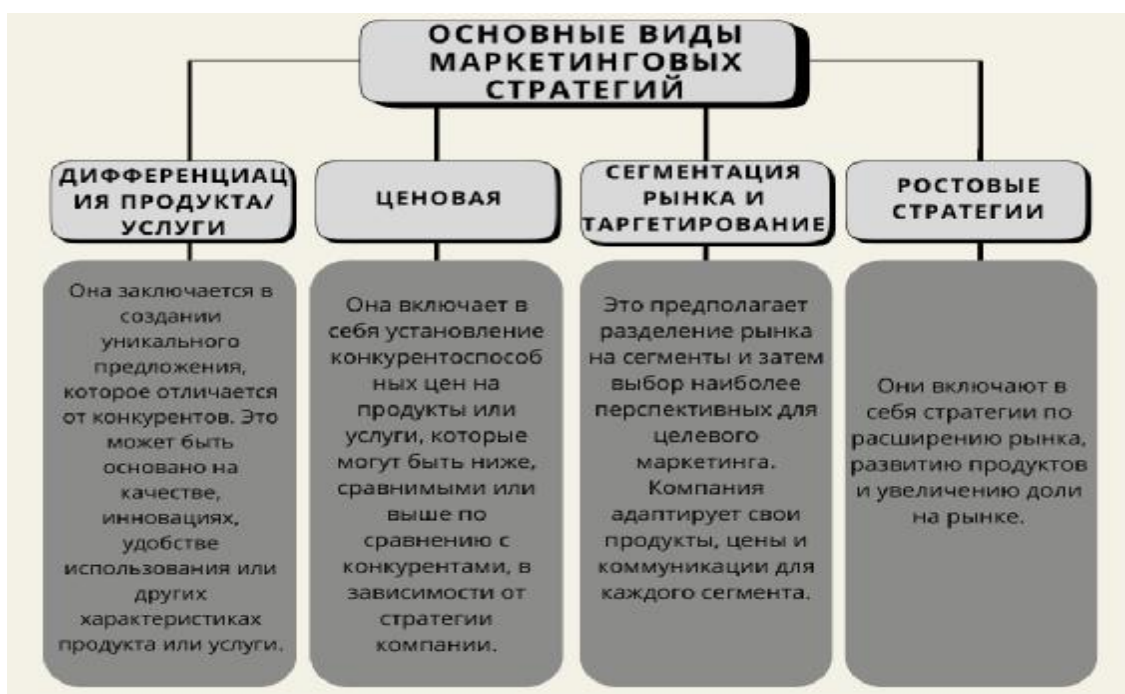 ОСНОВНЫЕ ВИДЫ
МАРКЕТИНГОВЫХ
СТРАТЕГИЙ
ДИФФЕРЕНЦИАЦ
ИЯ ПРОДУКТА/
УСЛУГИ
Она заключается в
создании
уникального
предложения,
которое отличается
от конкурентов. Это
может быть
основано на
качестве,
инновациях,
удобстве
использования или
других
характеристиках
продукта или услуги.
ЦЕНОВАЯ
Она включает в
себя установление
конкурентоспособ
ных цен на
продукты или
услуги, которые
могут быть ниже,
сравнимыми или
выше по
сравнению с
конкурентами, в
зависимости от
стратегии
компании.
СЕГМЕНТАЦИЯ
РЫНКА И
ТАРГЕТИРОВАНИЕ
Это предполагает
разделение рынка
на сегменты и затем
выбор наиболее
перспективных для
целевого
маркетинга.
Компания
адаптирует свои
продукты, цены и
коммуникации для
каждого сегмента.
РОСТОВЫЕ
СТРАТЕГИИ
Они включают в
себя стратегии по
расширению рынка,
развитию продуктов
и увеличению доли
на рынке.